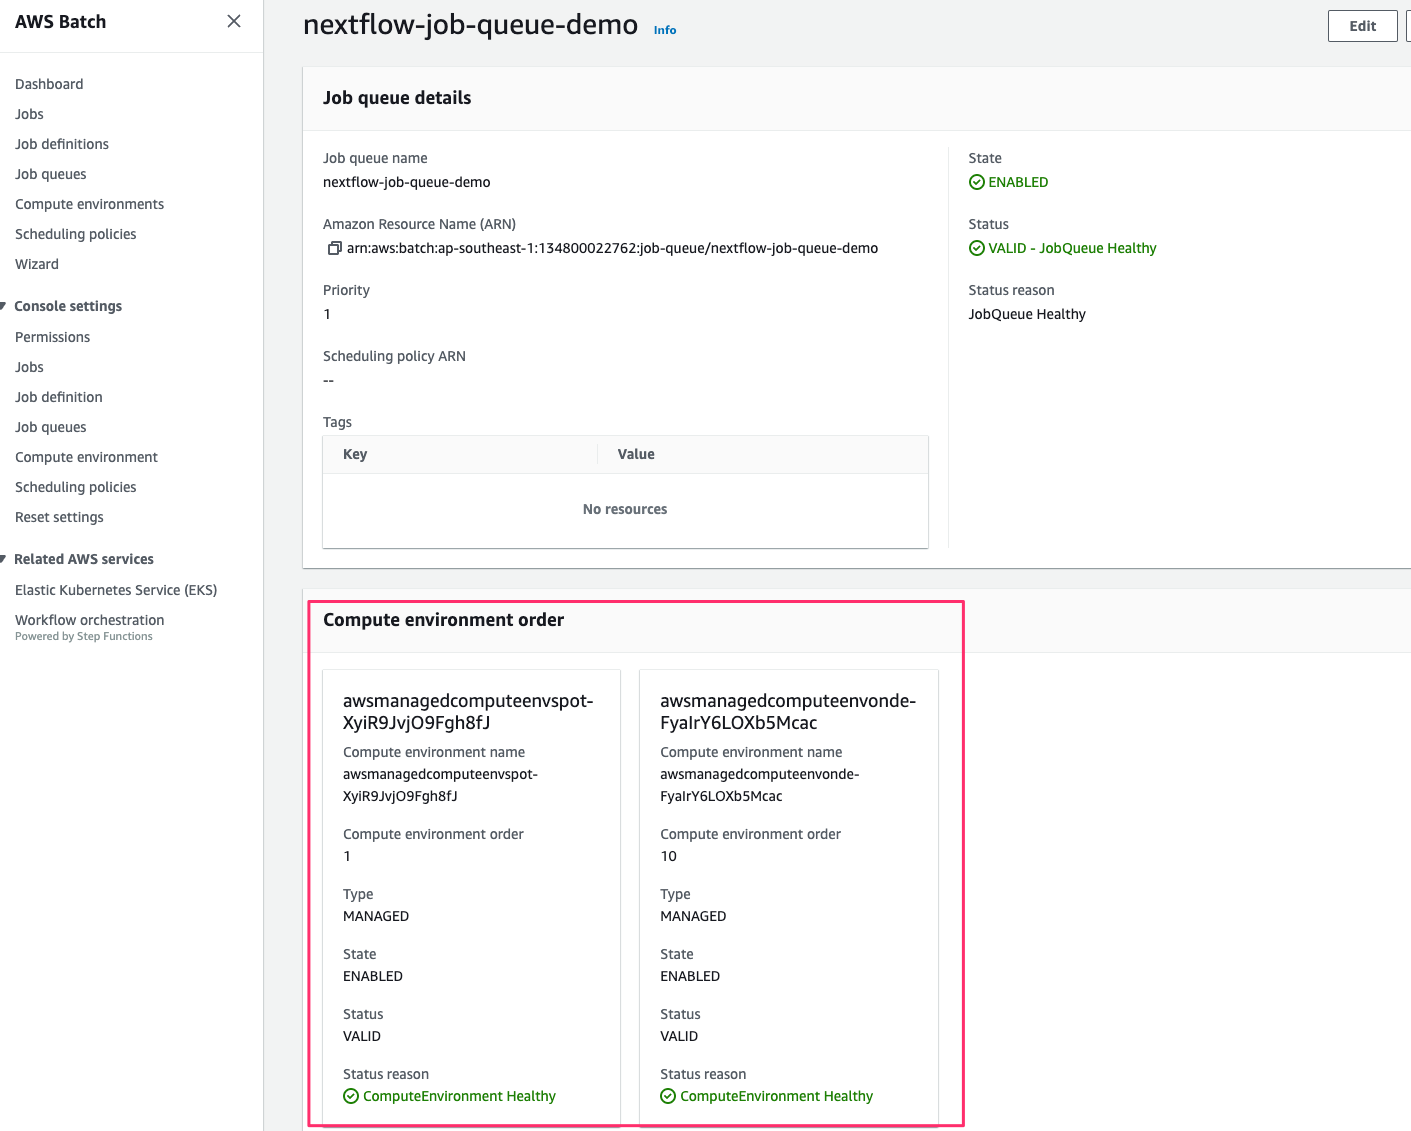 AWS Batch
Dashboard
Jobs
Job definitions
Job queues
Compute environments
Scheduling policies
Wizard
Console settings
Permissions
Jobs
Job definition
Job queues
Compute environment
Scheduling policies
Reset settings
Related AWS services
Elastic Kubernetes Service (EKS)
Workflow orchestration
Powered by Step Functions
nextflow-job-queue-demo Info
Edit
Job queue details
Job queue name
nextflow-job-queue-demo
Amazon Resource Name (ARN)
arn:aws:batch:ap-southeast-1:134800022762:job-queue/nextflow-job-queue-demo
Priority
1
Scheduling policy ARN
--
Tags
Key Value
No resources
State
ENABLED
Status
VALID - JobQueue Healthy
Status reason
JobQueue Healthy
Compute environment order
awsmanagedcomputeenvspot-
XyiR9JvjO9Fgh8fJ
Compute environment name
awsmanagedcomputeenvspot-
XyiR9JvjO9Fgh8fJ
Compute environment order
1
Type
MANAGED
State
ENABLED
Status
VALID
Status reason
ComputeEnvironment Healthy
awsmanagedcomputeenvonde-
FyaIrY6LOXb5Mcac
Compute environment name
awsmanagedcomputeenvonde-
FyaIrY6LOXb5Mcac
Compute environment order
10
Type
MANAGED
State
ENABLED
Status
VALID
Status reason
ComputeEnvironment Healthy